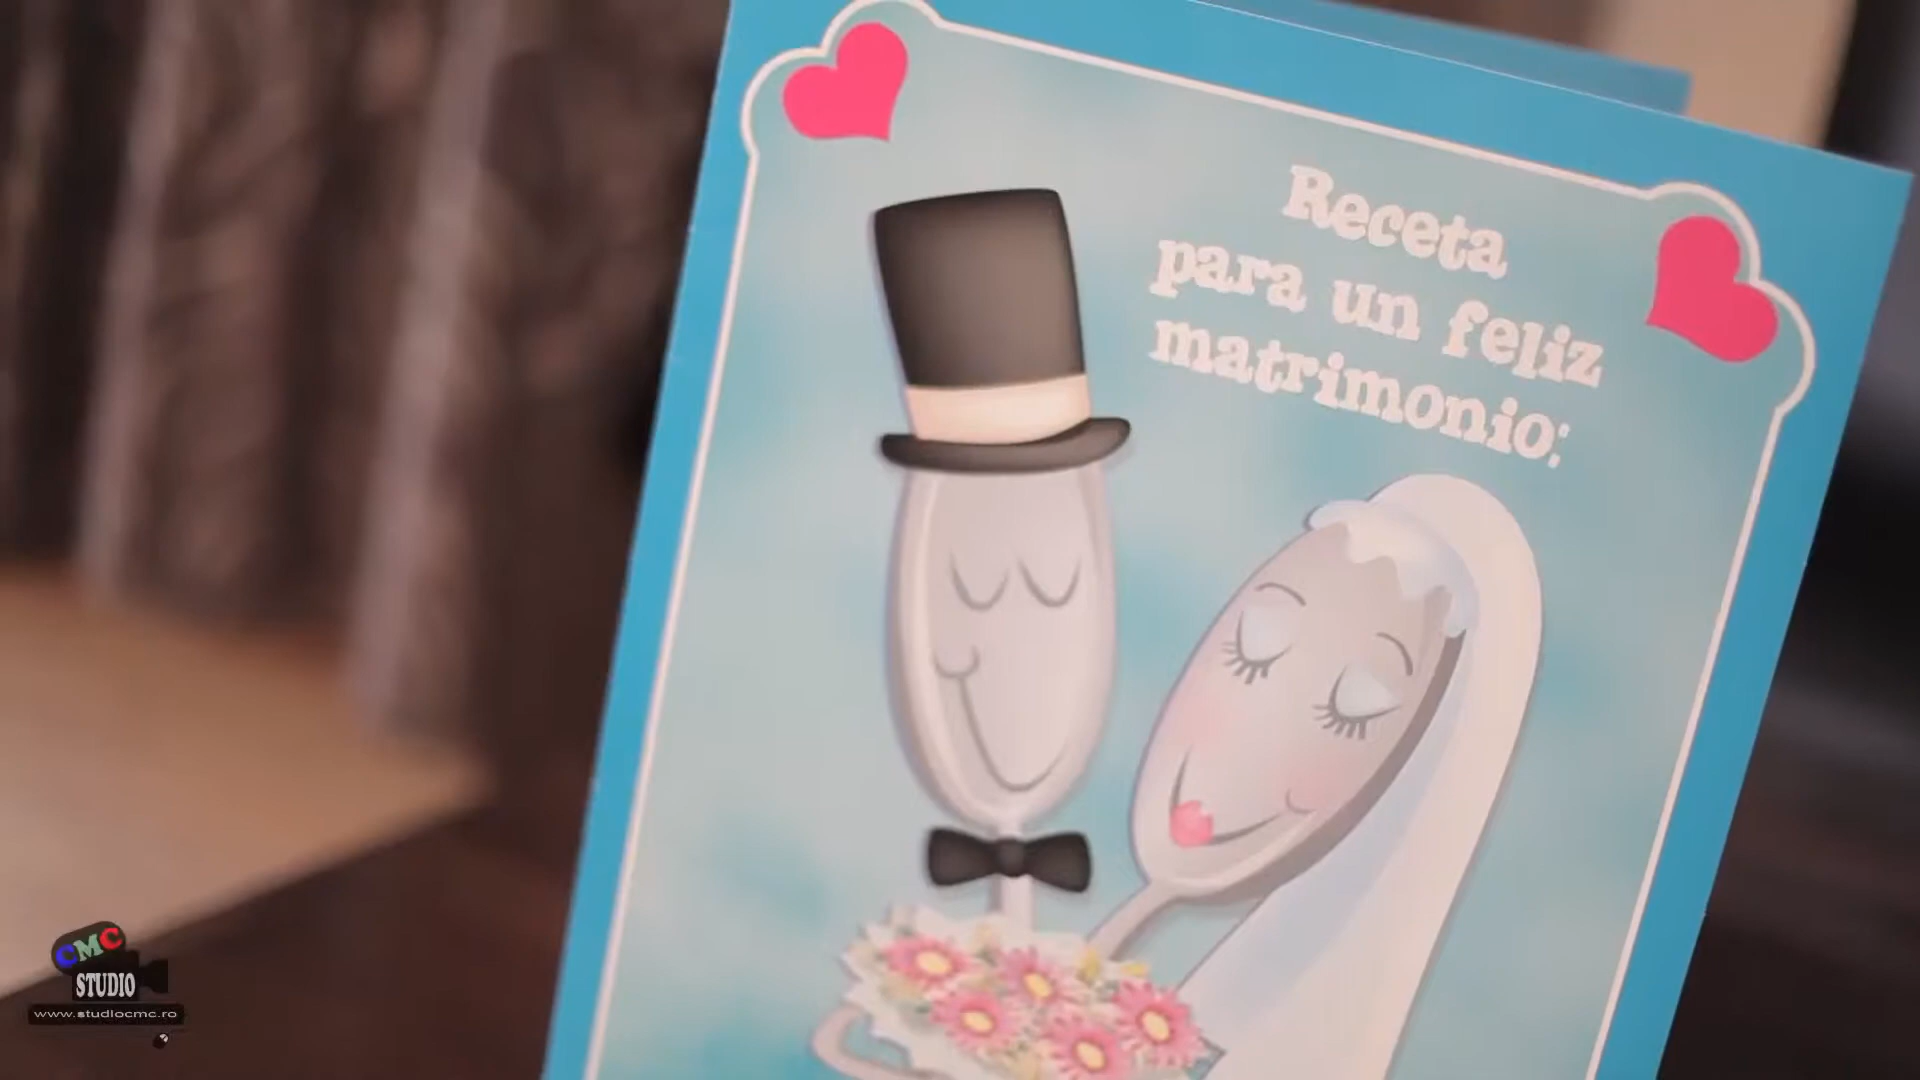 Receta
para un feliz
matrimonio;
CMC
STUDIO
www.studiocmc.ro